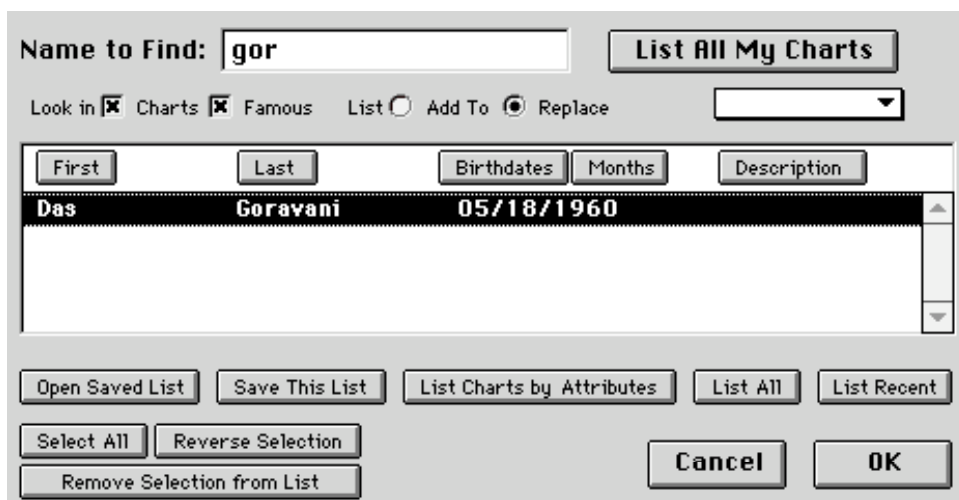 Name to Find: gor List All My Charts
Look in Charts Famous List Add To Replace
First Last Birthdates Months Description
Das Goravani 05/18/1960
Open Saved List Save This List List Charts by Attributes List All List Recent
Select All Reverse Selection
Remove Selection from List Cancel OK